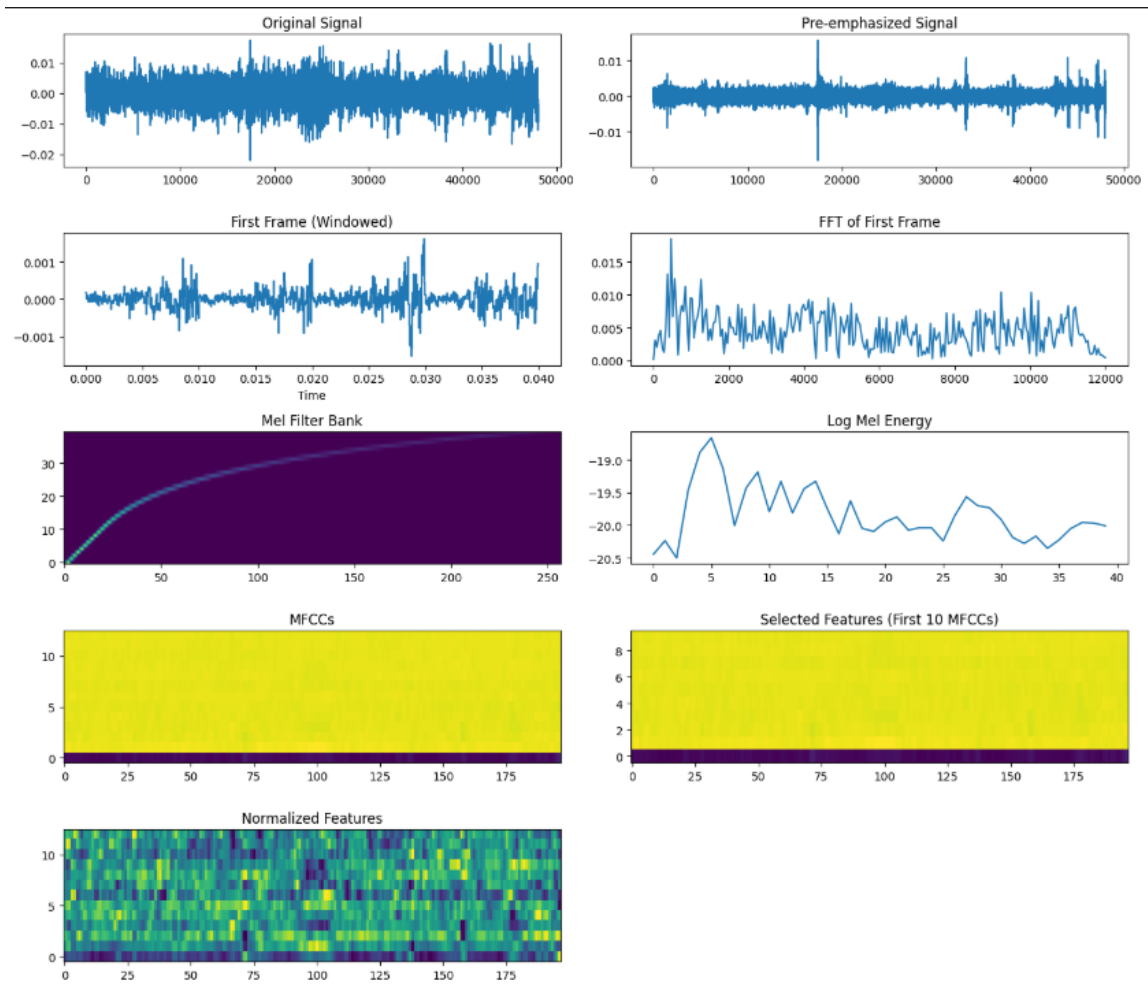 Original Signal
0.01
0.00
−0.01
−0.02
0 10000 20000 30000 40000 50000
Pre-emphasized Signal
0.01
0.00
−0.01
0 10000 20000 30000 40000 50000
First Frame (Windowed)
0.001
0.000
−0.001
0.000 0.005 0.010 0.015 0.020 0.025 0.030 0.035 0.040
Time
FFT of First Frame
0.015
0.010
0.005
0.000
0 2000 4000 6000 8000 10000 12000
Mel Filter Bank
30
20
10
0
0 50 100 150 200 250
Log Mel Energy
−19.0
−19.5
−20.0
−20.5
0 5 10 15 20 25 30 35 40
MFCCs
10
5
0
0 25 50 75 100 125 150 175
Selected Features (First 10 MFCCs)
8
6
4
2
0
0 25 50 75 100 125 150 175
Normalized Features
10
5
0
0 25 50 75 100 125 150 175